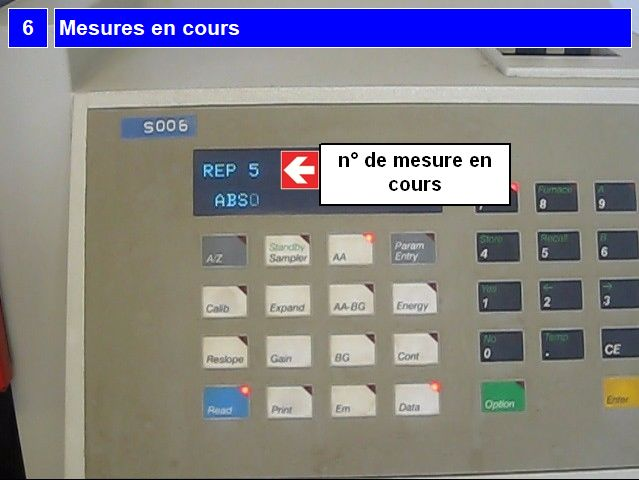 6 Mesures en cours
S006
REP 5
n° de mesure en
cours
ABSO
Furnace A
7 8 9
A/Z Standby Sampler AA Param Entry Store 4 Recall 5 B 6
Calib Expand AA-BG Energy Yes 1 ← 2 → 3
Reslope Gain BG Cont No 0 Temp . CE
Read Print Em Data Option Enter